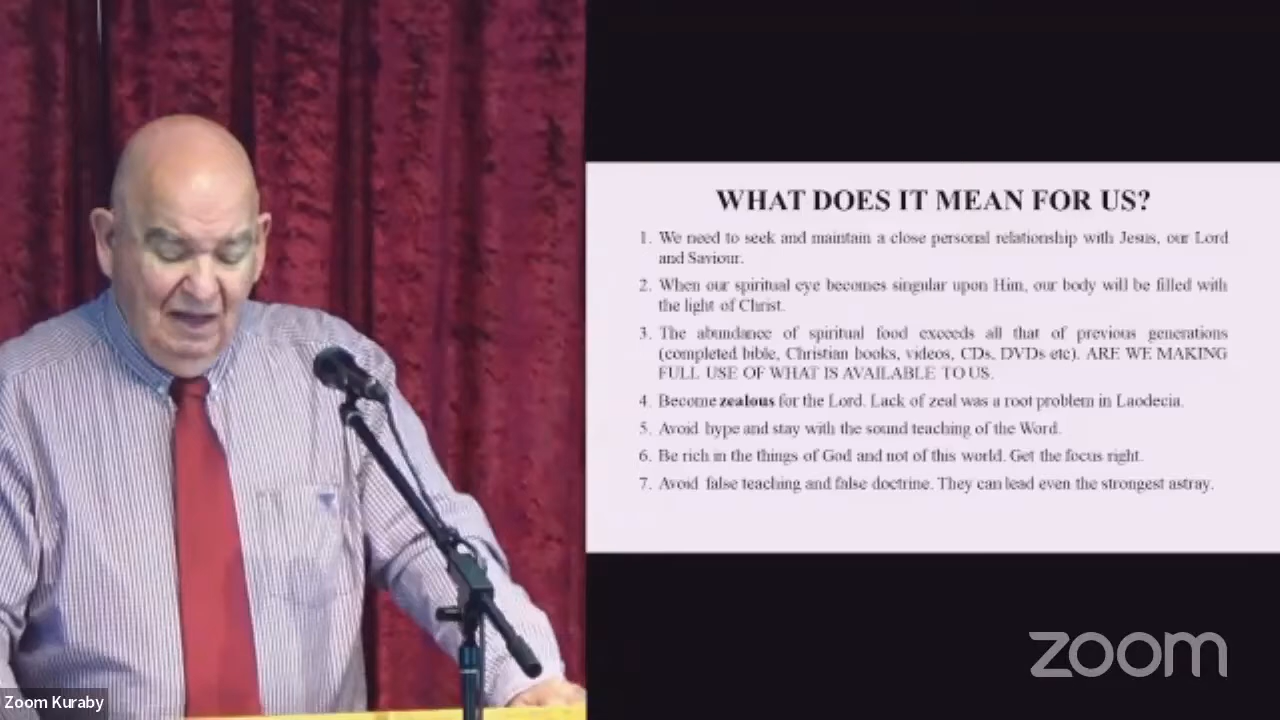 WHAT DOES IT MEAN FOR US?
1. We need to seek and maintain a close personal relationship with Jesus, our Lord
and Saviour.
2. When our spiritual eye becomes singular upon Him, our body will be filled with
the light of Christ.
3. The abundance of spiritual food exceeds all that of previous generations
(completed bible, Christian books, videos, CDs, DVDs etc). ARE WE MAKING
FULL USE OF WHAT IS AVAILABLE TO US.
4. Become zealous for the Lord. Lack of zeal was a root problem in Laodecia.
5. Avoid hype and stay with the sound teaching of the Word.
6. Be rich in the things of God and not of this world. Get the focus right.
7. Avoid false teaching and false doctrine. They can lead even the strongest astray.
zoom
Zoom Kuraby